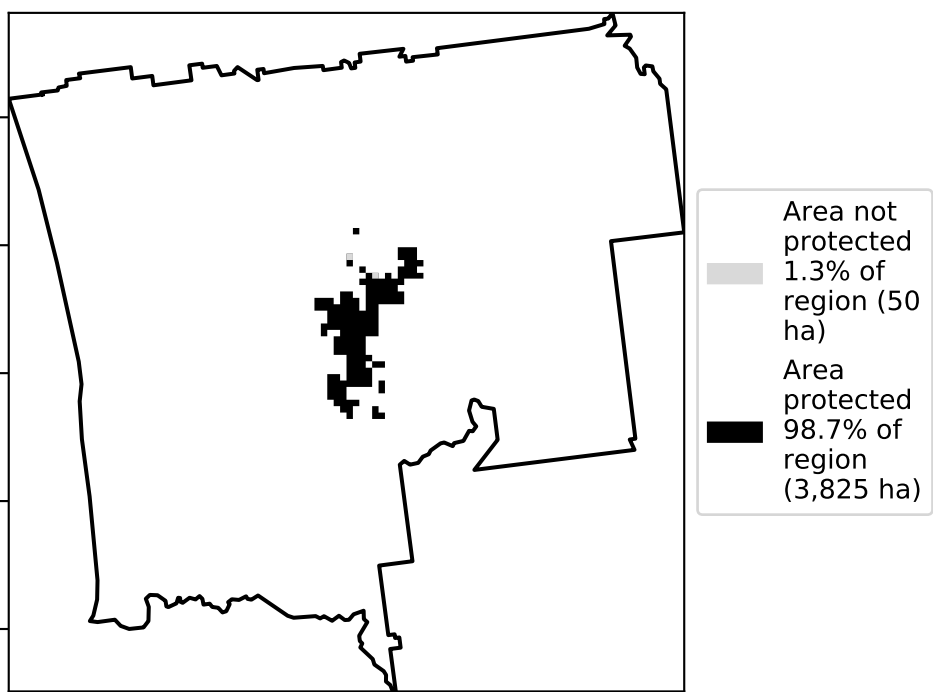 Area not
protected
1.3% of
region (50
ha)
Area
protected
98.7% of
region
(3,825 ha)